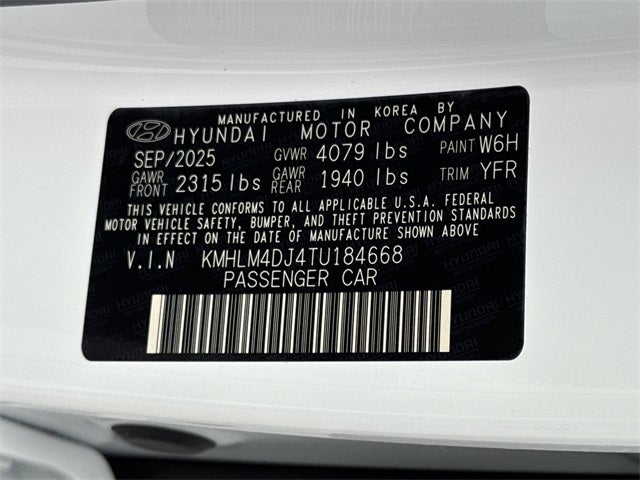 MANUFACTURED IN KOREA BY
HYUNDAI MOTOR COMPANY
SEP/2025 GVWR 4079 lbs PAINT W6H
GAWR FRONT 2315 lbs GAWR REAR 1940 lbs TRIM YFR
THIS VEHICLE CONFORMS TO ALL APPLICABLE U.S.A. FEDERAL
MOTOR VEHICLE SAFETY, BUMPER, AND THEFT PREVENTION STANDARDS
IN EFFECT ON THE DATE OF MANUFACTURE SHOWN ABOVE.
V.I.N KMHLM4DJ4TU184668
PASSENGER CAR